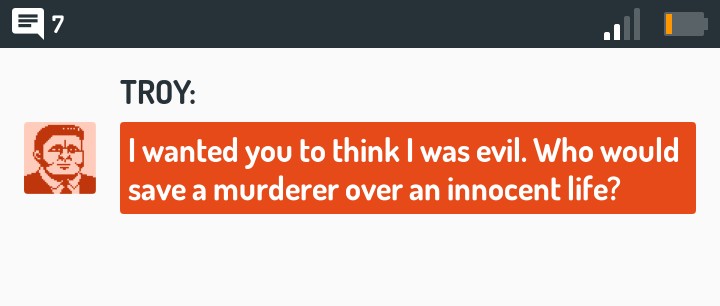 7
TROY:
I wanted you to think I was evil. Who would
save a murderer over an innocent life?